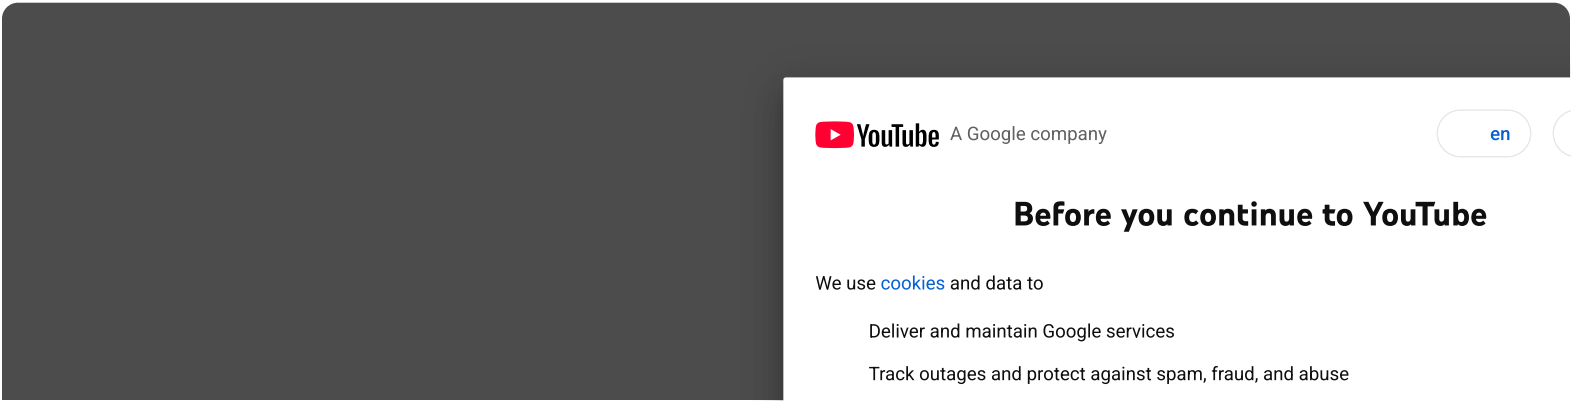 YouTube A Google company en
Before you continue to YouTube
We use cookies and data to
Deliver and maintain Google services
Track outages and protect against spam, fraud, and abuse